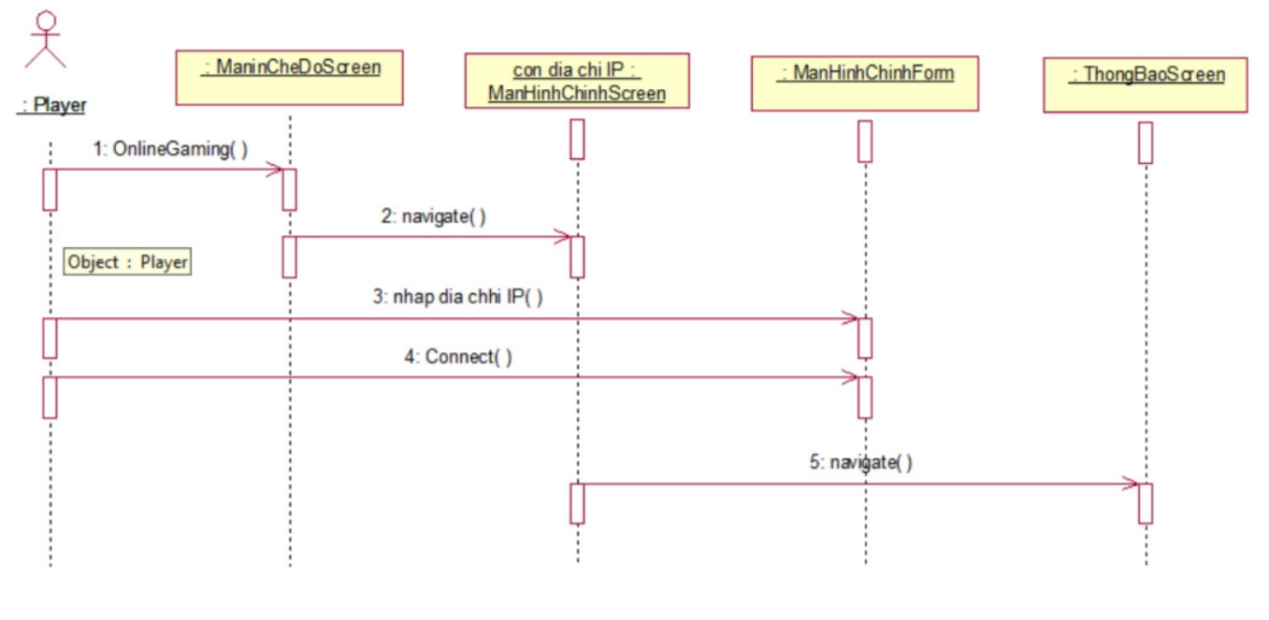 : Player
: ManinCheDoScreen
con dia chi IP :
ManHinhChinhScreen
: ManHinhChinhForm
: ThongBaoScreen
1: OnlineGaming( )
2: navigate( )
Object : Player
3: nhap dia chhi IP( )
4: Connect( )
5: navigate( )